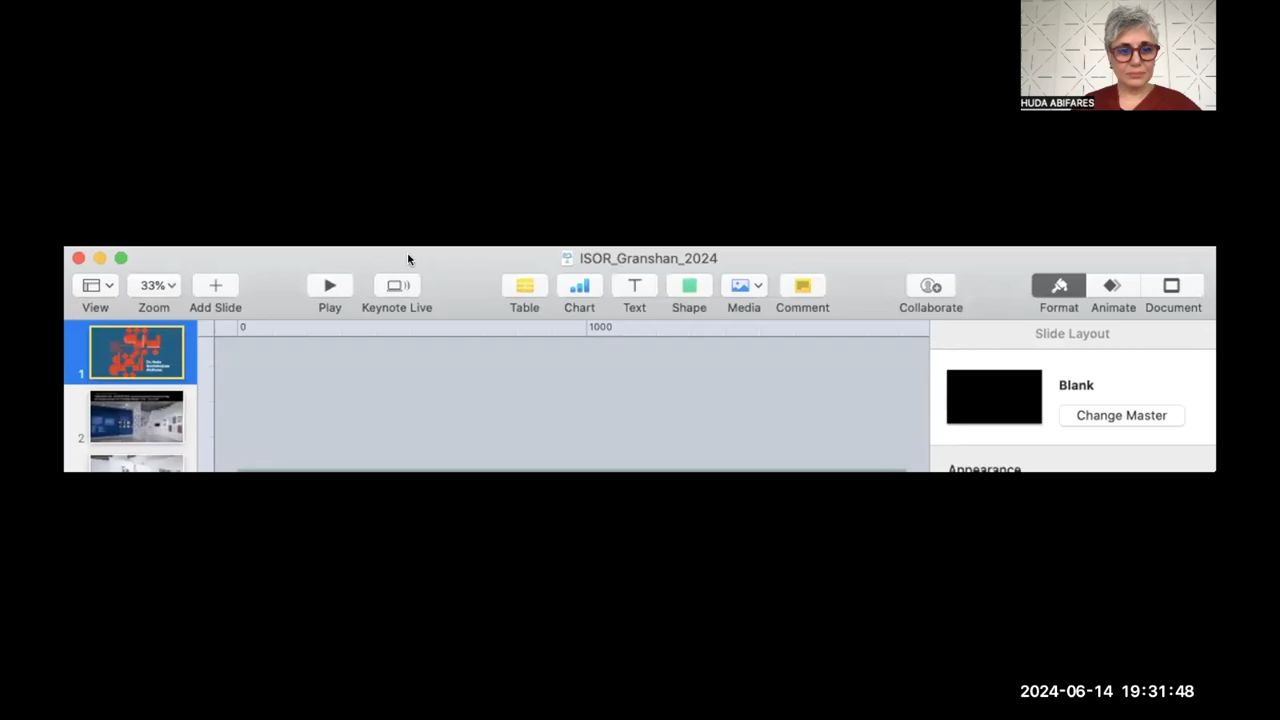 HUDA ABIFARES
ISOR_Granshan_2024
33%
View
Zoom
Add Slide
Play
Keynote Live
Table
Chart
Text
Shape
Media
Comment
Collaborate
Format
Animate
Document
0
1000
Slide Layout
1
Blank
Change Master
2
Appearance
2024-06-14 19:31:48